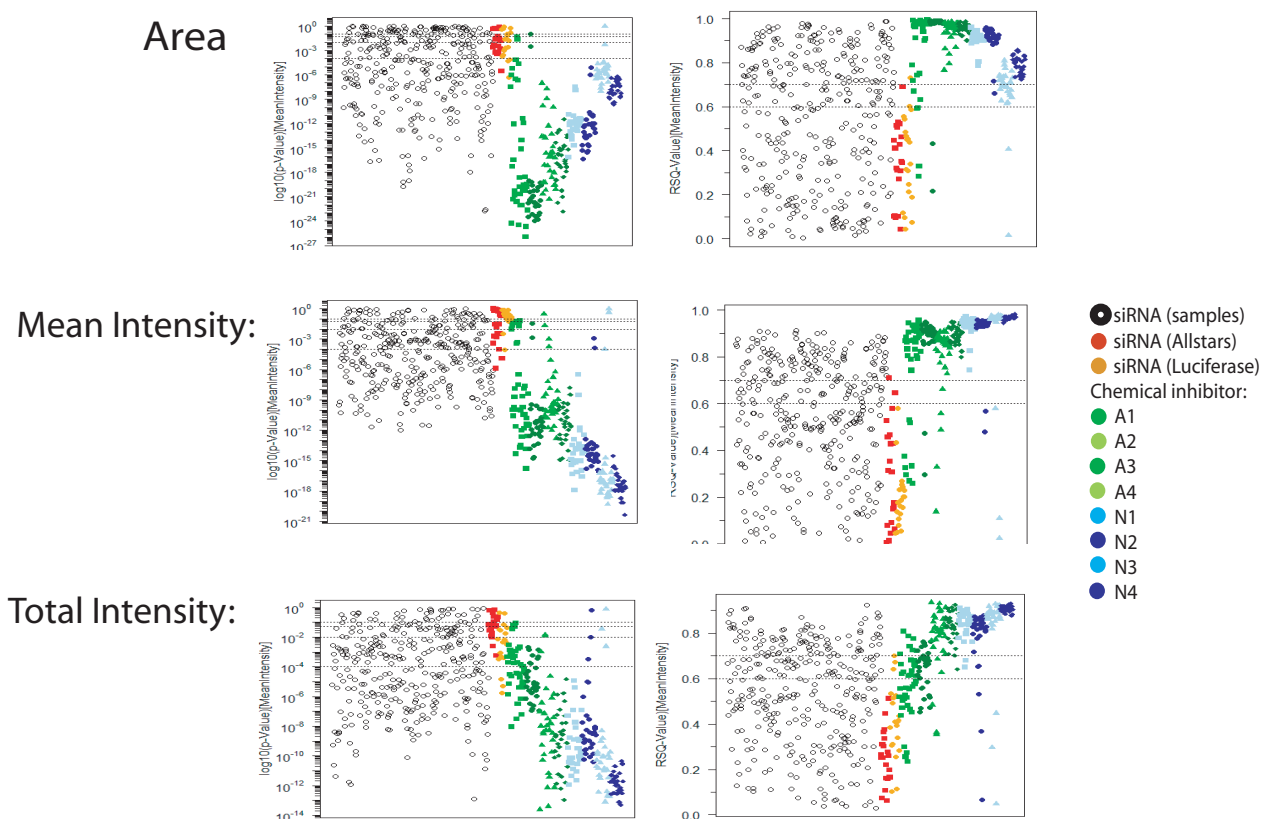 Area
log10(p-Value)[MeanIntensity]
10^0
10^-3
10^-6
10^-9
10^-12
10^-15
10^-21
10^-24
10^-27
RSQ-Value)[MeanIntensity]
1.0
0.8
0.6
0.4
0.2
0.0
Mean Intensity:
log10(p-Value)[MeanIntensity]
10^0
10^-3
10^-6
10^-9
10^-12
10^-15
10^-18
10^-21
RSQ-Value)[MeanIntensity]
1.0
0.8
0.6
0.4
0.2
0.0
siRNA (samples)
siRNA (Allstars)
siRNA (Luciferase)
Chemical inhibitor:
A1
A2
A3
A4
N1
N2
N3
N4
Total Intensity:
log10(p-Value)[MeanIntensity]
10^0
10^-2
10^-4
10^-6
10^-8
10^-10
10^-12
10^-14
RSQ-Value)[MeanIntensity]
0.8
0.6
0.4
0.2
0.0